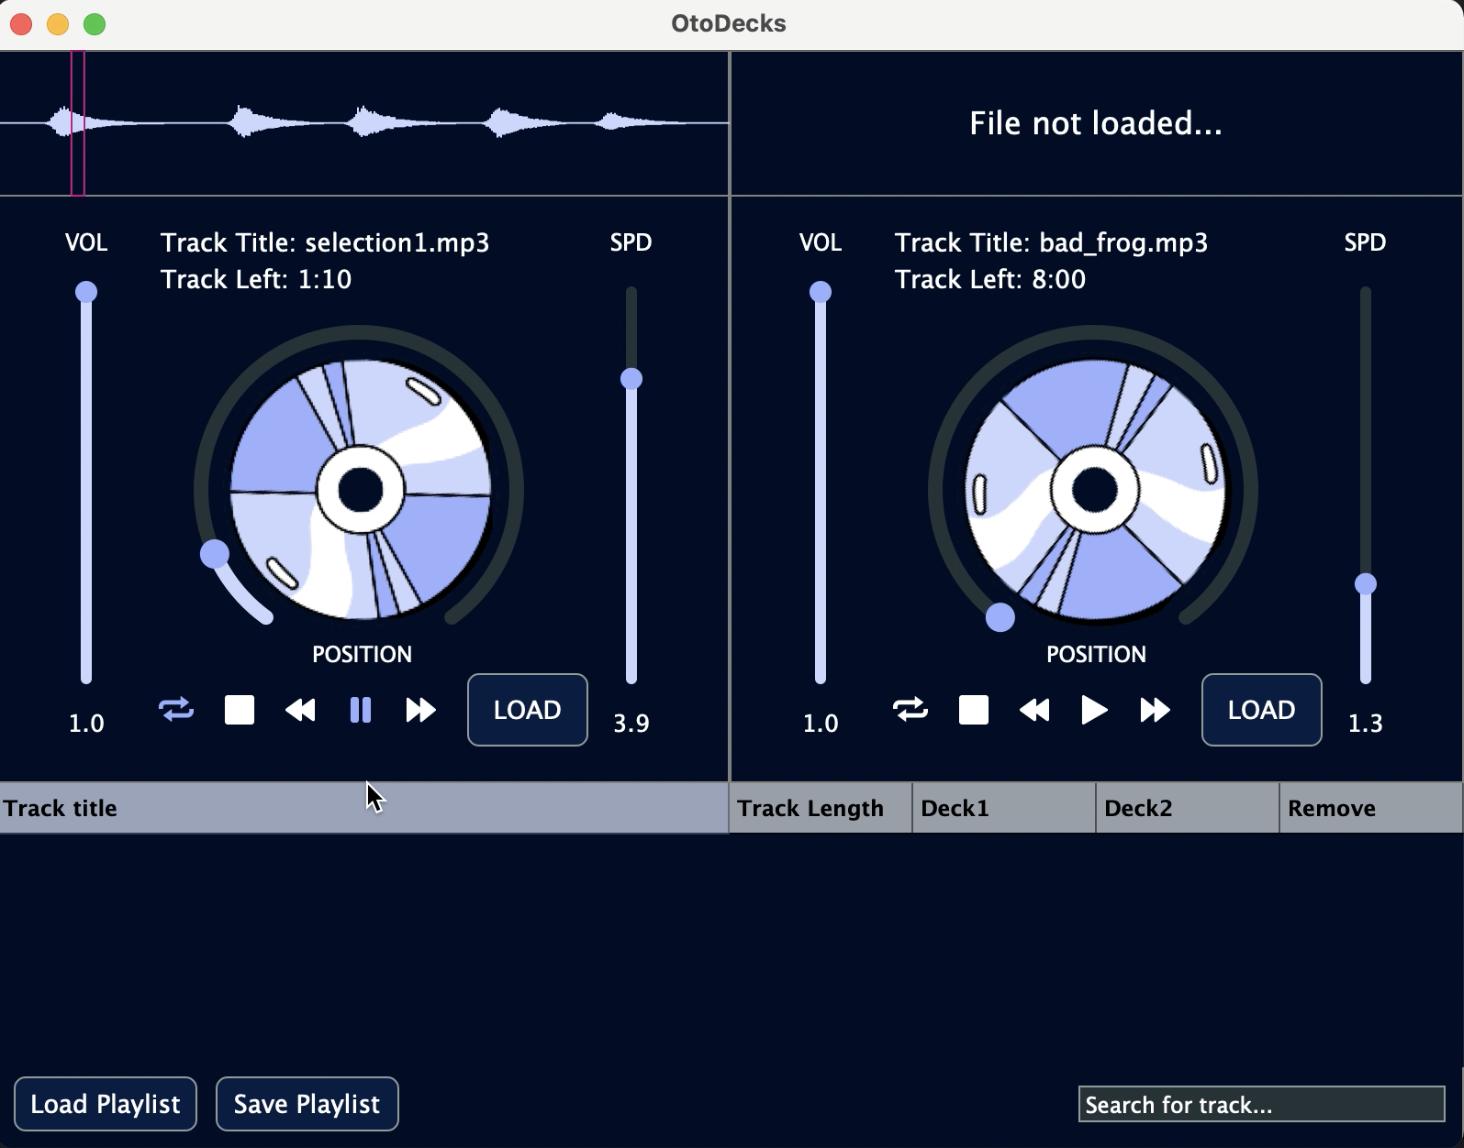 OtoDecks
File not loaded...
VOL
Track Title: selection1.mp3
Track Left: 1:10
SPD
POSITION
LOAD
1.0
3.9
VOL
Track Title: bad_frog.mp3
Track Left: 8:00
SPD
POSITION
LOAD
1.0
1.3
Track title
Track Length
Deck1
Deck2
Remove
Load Playlist
Save Playlist
Search for track...